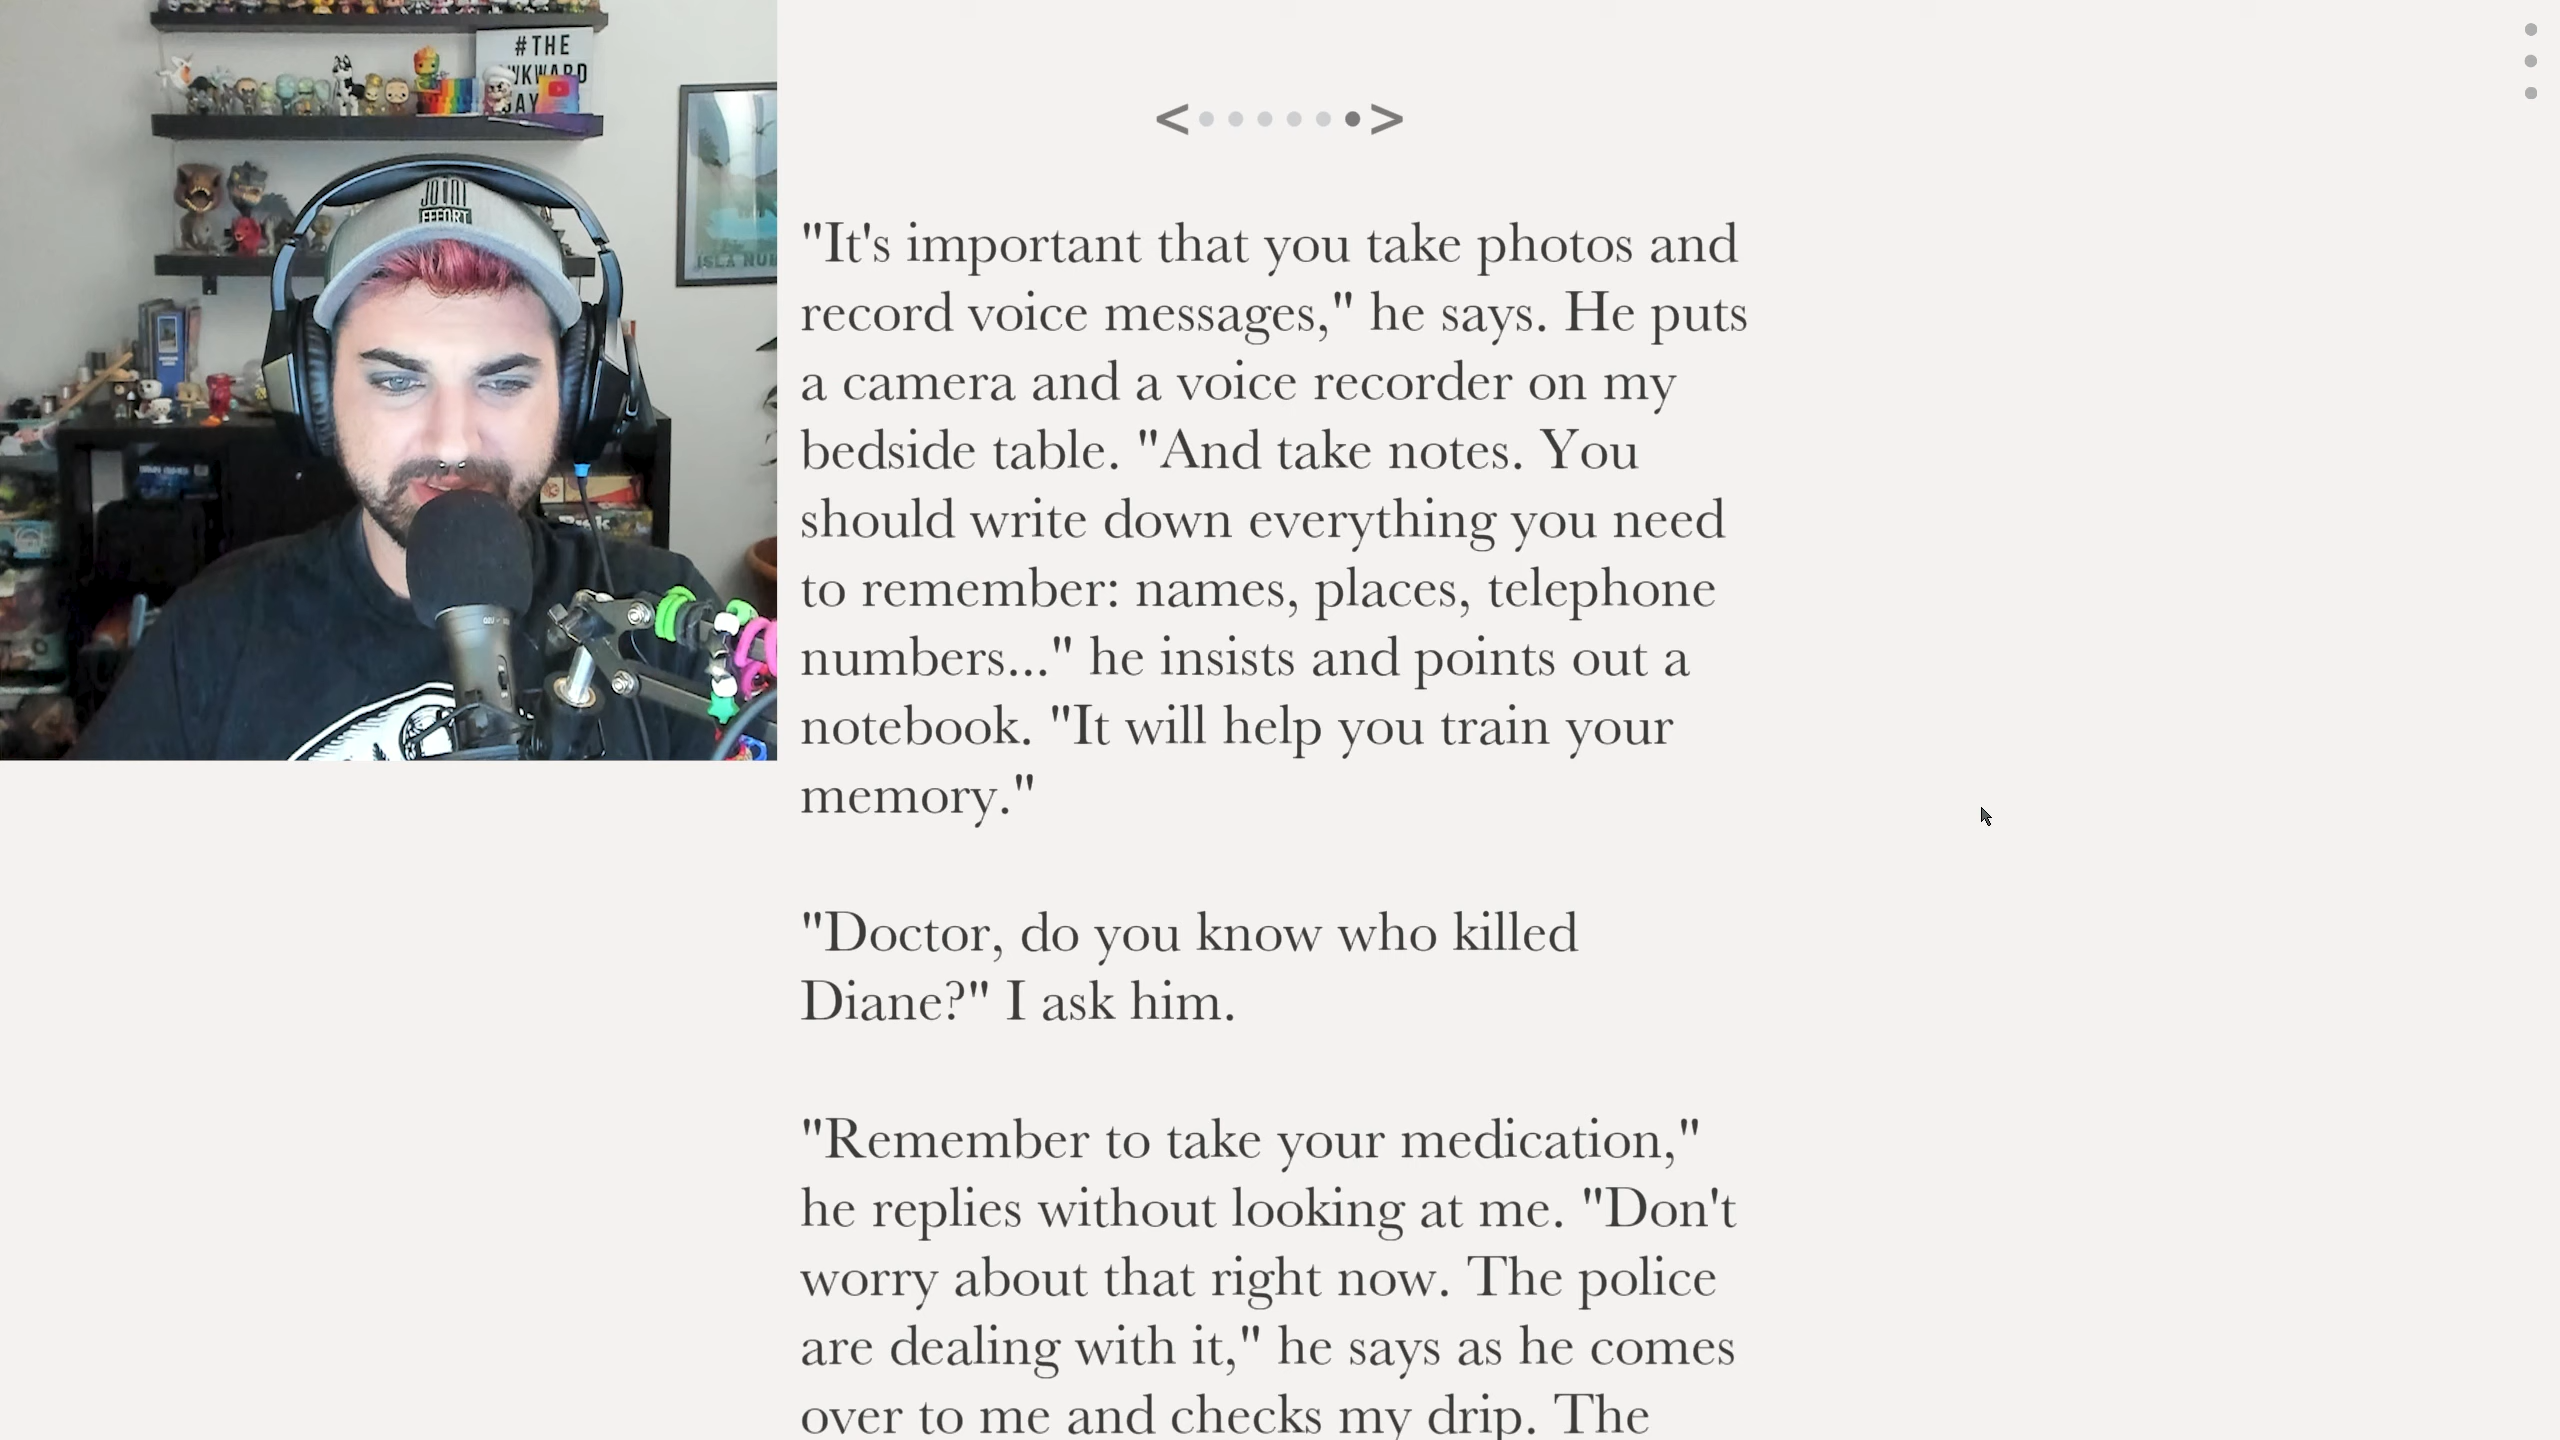 #THE
AWKWARD
GAY
JOINT
EFFORT
ISLA NUB
"It's important that you take photos and
record voice messages," he says. He puts
a camera and a voice recorder on my
bedside table. "And take notes. You
should write down everything you need
to remember: names, places, telephone
numbers..." he insists and points out a
notebook. "It will help you train your
memory."
"Doctor, do you know who killed
Diane?" I ask him.
"Remember to take your medication,"
he replies without looking at me. "Don't
worry about that right now. The police
are dealing with it," he says as he comes
over to me and checks my drip. The